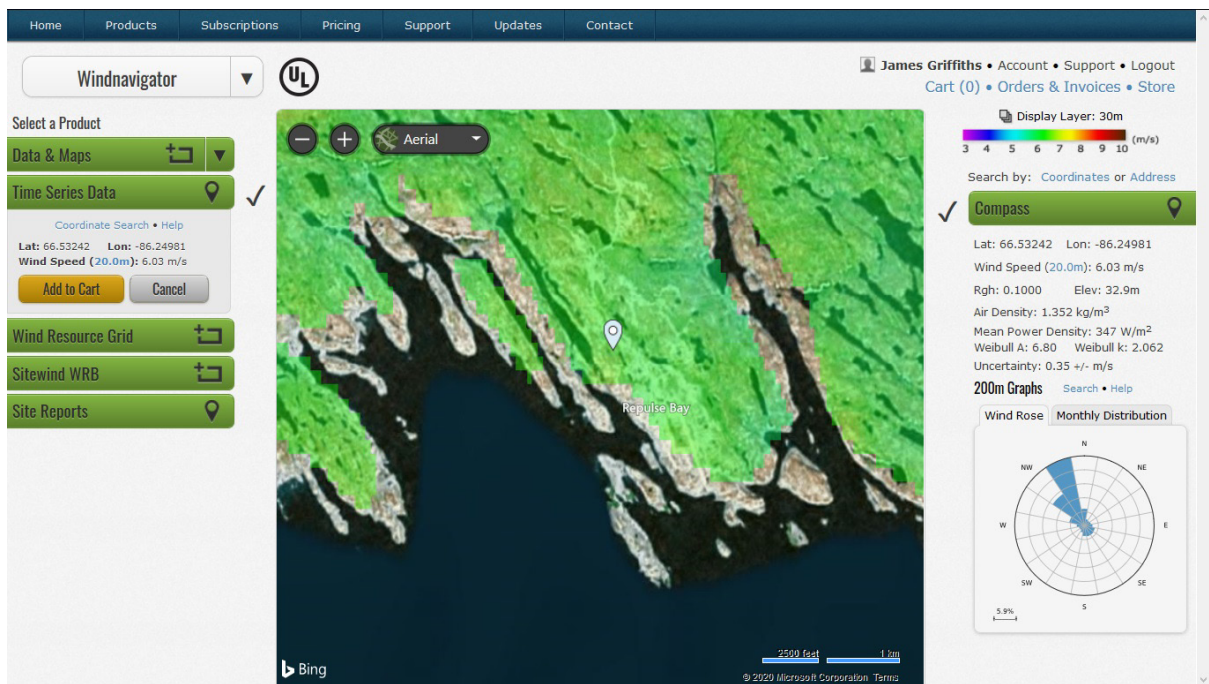 Home Products Subscriptions Pricing Support Updates Contact
Windnavigator ▼
UL
James Griffiths • Account • Support • Logout
Cart (0) • Orders & Invoices • Store
Select a Product
Data & Maps
Time Series Data
Coordinate Search • Help
Lat: 66.53242 Lon: -86.24981
Wind Speed (20.0m): 6.03 m/s
Add to Cart Cancel
Wind Resource Grid
Sitewind WRB
Site Reports
Aerial
Repulse Bay
Bing
2500 feet 1 km
© 2020 Microsoft Corporation Terms
Display Layer: 30m
3 4 5 6 7 8 9 10 (m/s)
Search by: Coordinates or Address
Compass
Lat: 66.53242 Lon: -86.24981
Wind Speed (20.0m): 6.03 m/s
Rgh: 0.1000 Elev: 32.9m
Air Density: 1.352 kg/m³
Mean Power Density: 347 W/m²
Weibull A: 6.80 Weibull k: 2.062
Uncertainty: 0.35 +/- m/s
200m Graphs Search • Help
Wind Rose Monthly Distribution
N
NW NE
W E
SW SE
S
5.9%